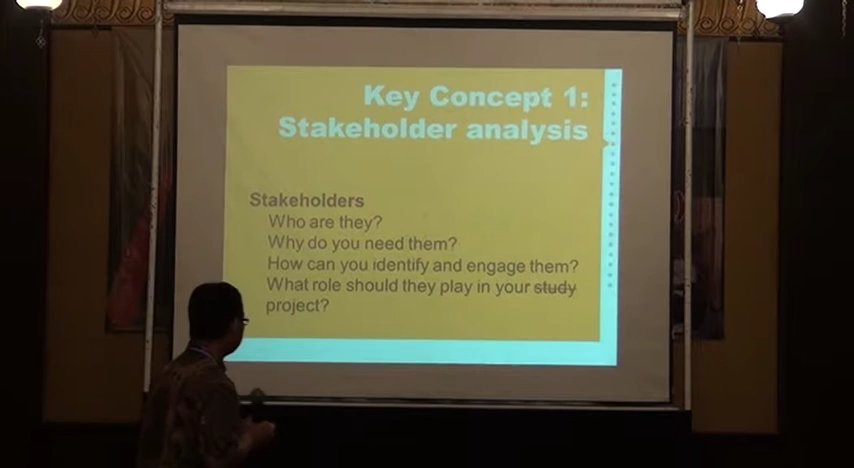 Key Concept 1:
Stakeholder analysis
Stakeholders
Who are they?
Why do you need them?
How can you identify and engage them?
What role should they play in your study
project?